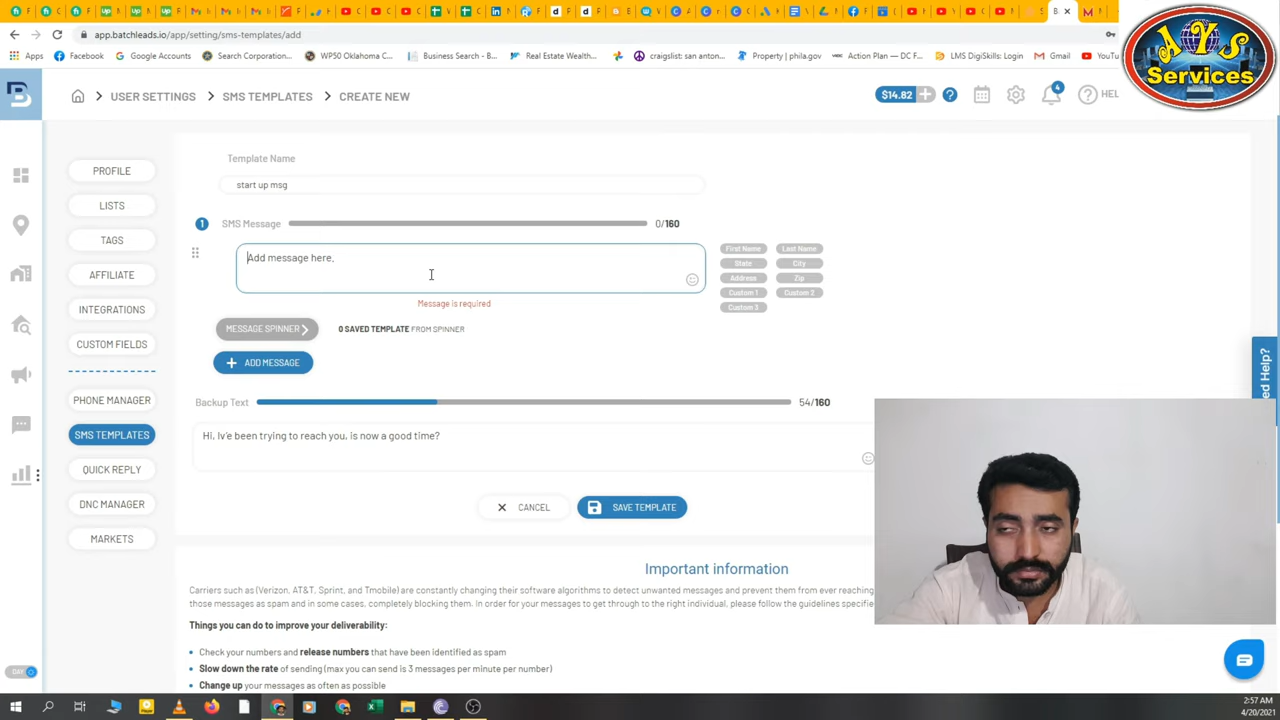 app.batchleads.io/app/setting/sms-templates/add
Apps
Facebook
Google Accounts
Search Corporation...
WP50 Oklahoma C...
Business Search - B...
Real Estate Wealth...
craigslist: san anton...
Property | phila.gov
Action Plan — DC F...
LMS DigiSkills: Login
Gmail
YouTu
AYS
Services
B
USER SETTINGS
SMS TEMPLATES
CREATE NEW
$14.82
4
HEL
PROFILE
LISTS
TAGS
AFFILIATE
INTEGRATIONS
CUSTOM FIELDS
PHONE MANAGER
SMS TEMPLATES
QUICK REPLY
DNC MANAGER
MARKETS
Template Name
start up msg
1 SMS Message 0/160
Add message here.
Message is required
First Name Last Name
State City
Address Zip
Custom 1 Custom 2
Custom 3
MESSAGE SPINNER
0 SAVED TEMPLATE FROM SPINNER
ADD MESSAGE
Backup Text 54/160
Hi, Iv'e been trying to reach you, is now a good time?
CANCEL
SAVE TEMPLATE
ed Help?
Important information
Carriers such as (Verizon, AT&T, Sprint, and Tmobile) are constantly changing their software algorithms to detect unwanted messages and prevent them from ever reaching
those messages as spam and in some cases, completely blocking them. in order for your messages to get through to the right individual, please follow the guidelines specifie
Things you can do to improve your deliverability:
Check your numbers and release numbers that have been identified as spam
Slow down the rate of sending (max you can send is 3 messages per minute per number)
Change up your messages as often as possible
DAY
2:57 AM
4/20/2021